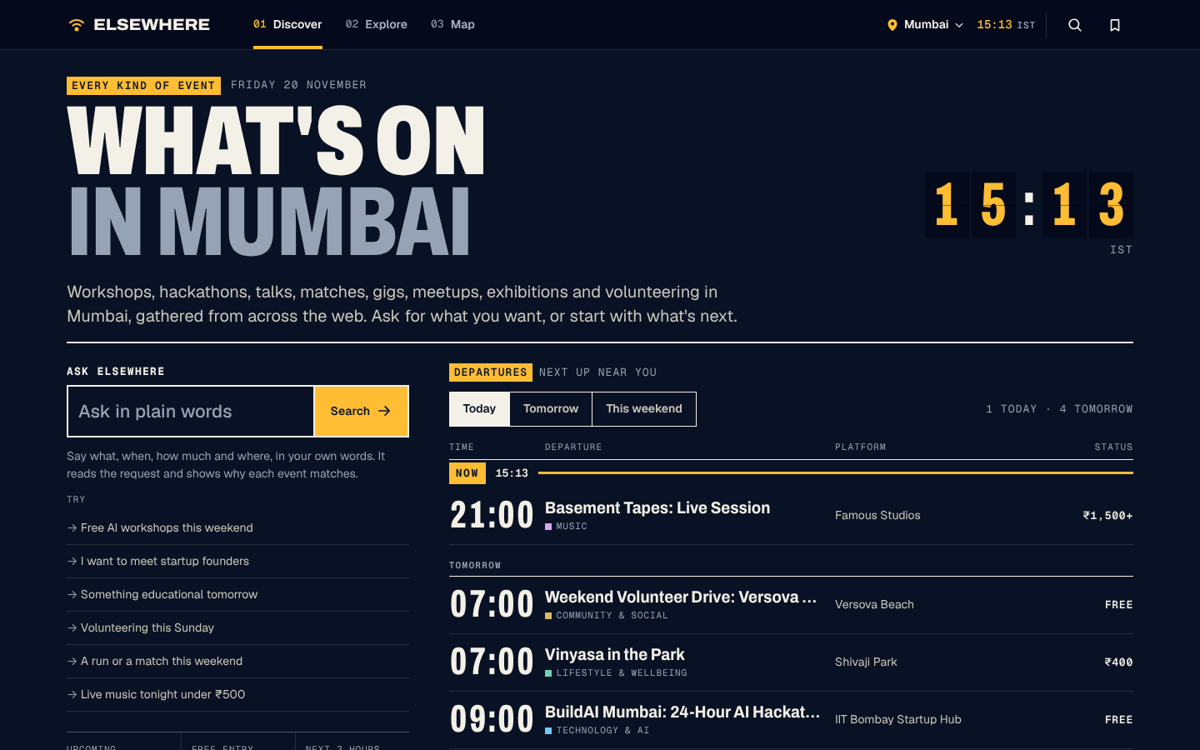 ELSEWHERE
01 Discover
02 Explore
03 Map
Mumbai
15:13 IST
EVERY KIND OF EVENT FRIDAY 20 NOVEMBER
WHAT'S ON
IN MUMBAI
15:13
IST
Workshops, hackathons, talks, matches, gigs, meetups, exhibitions and volunteering in
Mumbai, gathered from across the web. Ask for what you want, or start with what's next.
ASK ELSEWHERE
Ask in plain words
Search →
Say what, when, how much and where, in your own words. It
reads the request and shows why each event matches.
TRY
→ Free AI workshops this weekend
→ I want to meet startup founders
→ Something educational tomorrow
→ Volunteering this Sunday
→ A run or a match this weekend
→ Live music tonight under ₹500
UPCOMING
FREE ENTRY
NEXT 3 HOURS
DEPARTURES NEXT UP NEAR YOU
Today
Tomorrow
This weekend
1 TODAY · 4 TOMORROW
TIME DEPARTURE PLATFORM STATUS
NOW 15:13
21:00 Basement Tapes: Live Session Famous Studios ₹1,500+
MUSIC
TOMORROW
07:00 Weekend Volunteer Drive: Versova ... Versova Beach FREE
COMMUNITY & SOCIAL
07:00 Vinyasa in the Park Shivaji Park ₹400
LIFESTYLE & WELLBEING
09:00 BuildAI Mumbai: 24-Hour AI Hackat... IIT Bombay Startup Hub FREE
TECHNOLOGY & AI